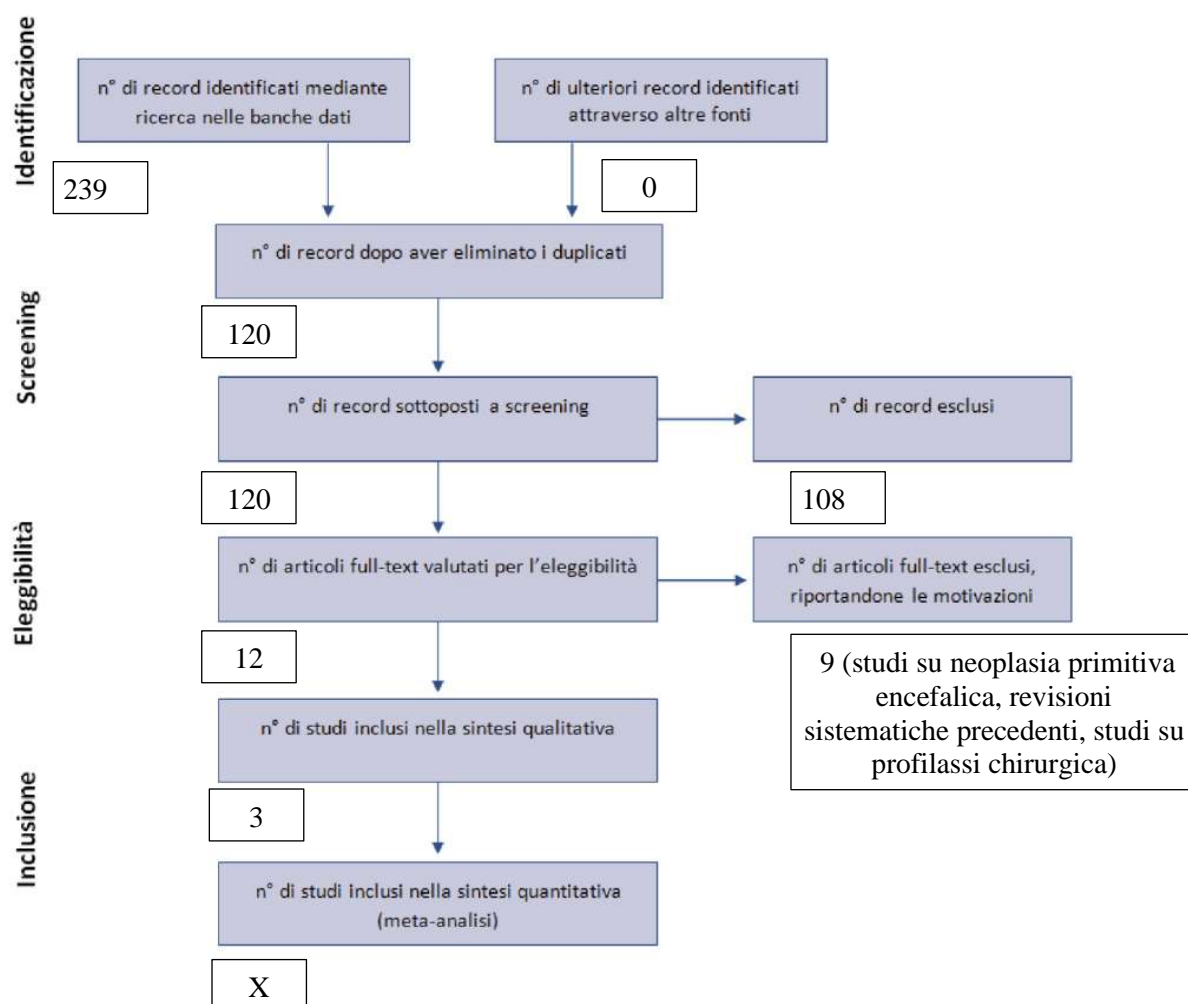 Identificazione
n° di record identificati mediante
ricerca nelle banche dati
n° di ulteriori record identificati
attraverso altre fonti
239
0
n° di record dopo aver eliminato i duplicati
Screening
120
n° di record sottoposti a screening
n° di record esclusi
120
108
Eleggibilità
n° di articoli full-text valutati per l'eleggibilità
n° di articoli full-text esclusi,
riportandone le motivazioni
12
9 (studi su neoplasia primitiva
encefalica, revisioni
sistematiche precedenti, studi su
profilassi chirurgica)
n° di studi inclusi nella sintesi qualitativa
Inclusione
3
n° di studi inclusi nella sintesi quantitativa
(meta-analisi)
X